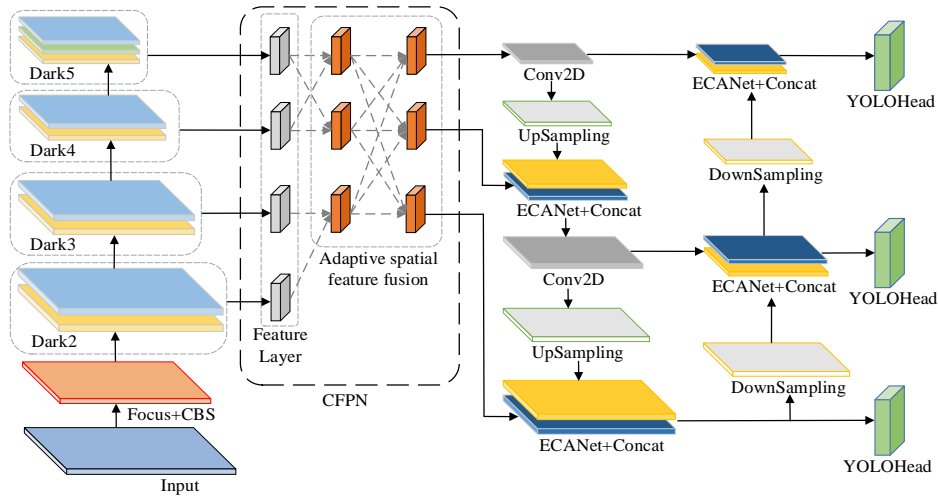 Dark5
Dark4
Dark3
Dark2
Focus+CBS
Input
Feature
Layer
Adaptive spatial
feature fusion
CFPN
Conv2D
UpSampling
ECANet+Concat
Conv2D
UpSampling
ECANet+Concat
ECANet+Concat
DownSampling
ECANet+Concat
DownSampling
YOLOHead
YOLOHead
YOLOHead